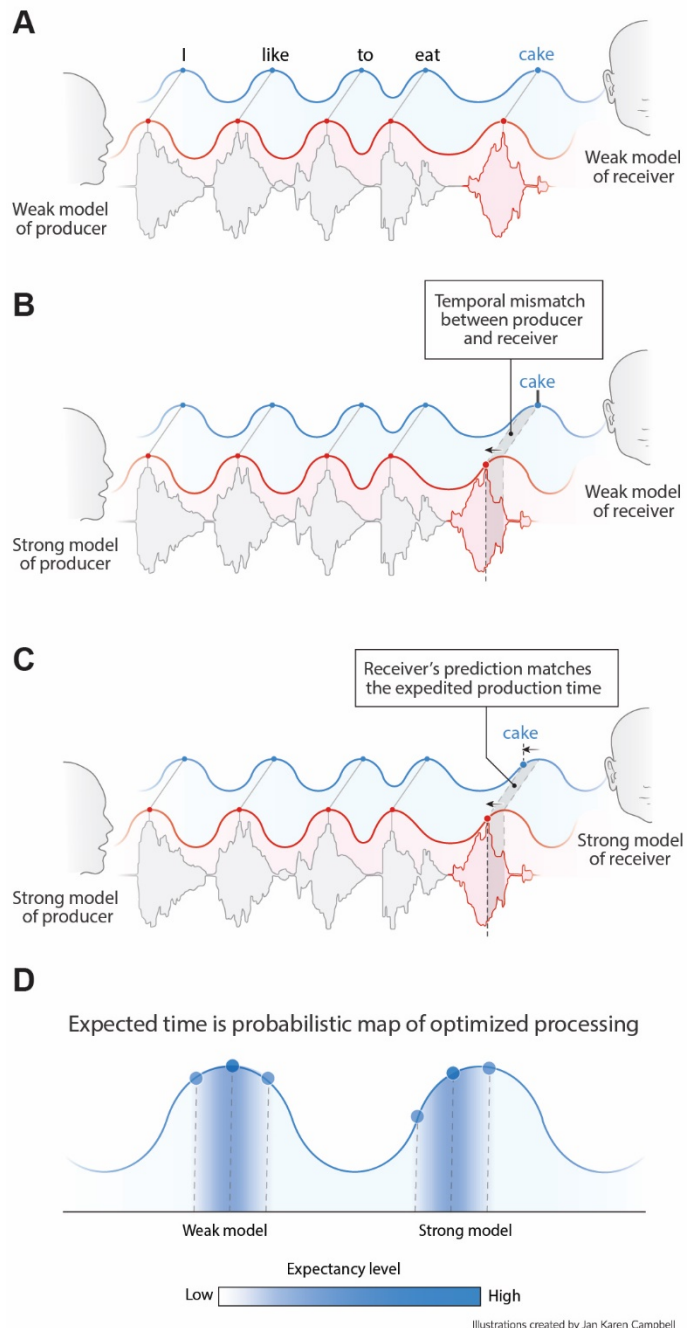 A
I like to eat cake
Weak model
of producer
Weak model
of receiver
B
Temporal mismatch
between producer
and receiver
cake
Strong model
of producer
Weak model
of receiver
C
Receiver's prediction matches
the expedited production time
cake
Strong model
of producer
Strong model
of receiver
D
Expected time is probabilistic map of optimized processing
Weak model Strong model
Expectancy level
Low High
Illustrations created by Jan Karen Campbell